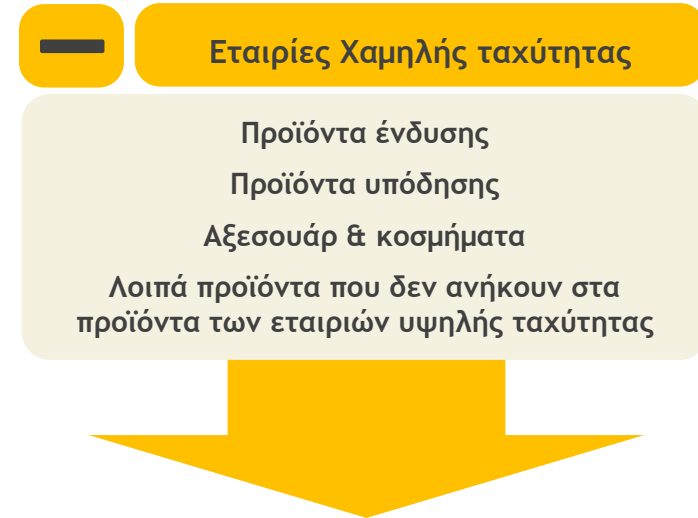 Εταιρίες Χαμηλής ταχύτητας
Προϊόντα ένδυσης
Προϊόντα υπόδησης
Αξεσουάρ & κοσμήματα
Λοιπά προϊόντα που δεν ανήκουν στα
προϊόντα των εταιριών υψηλής ταχύτητας